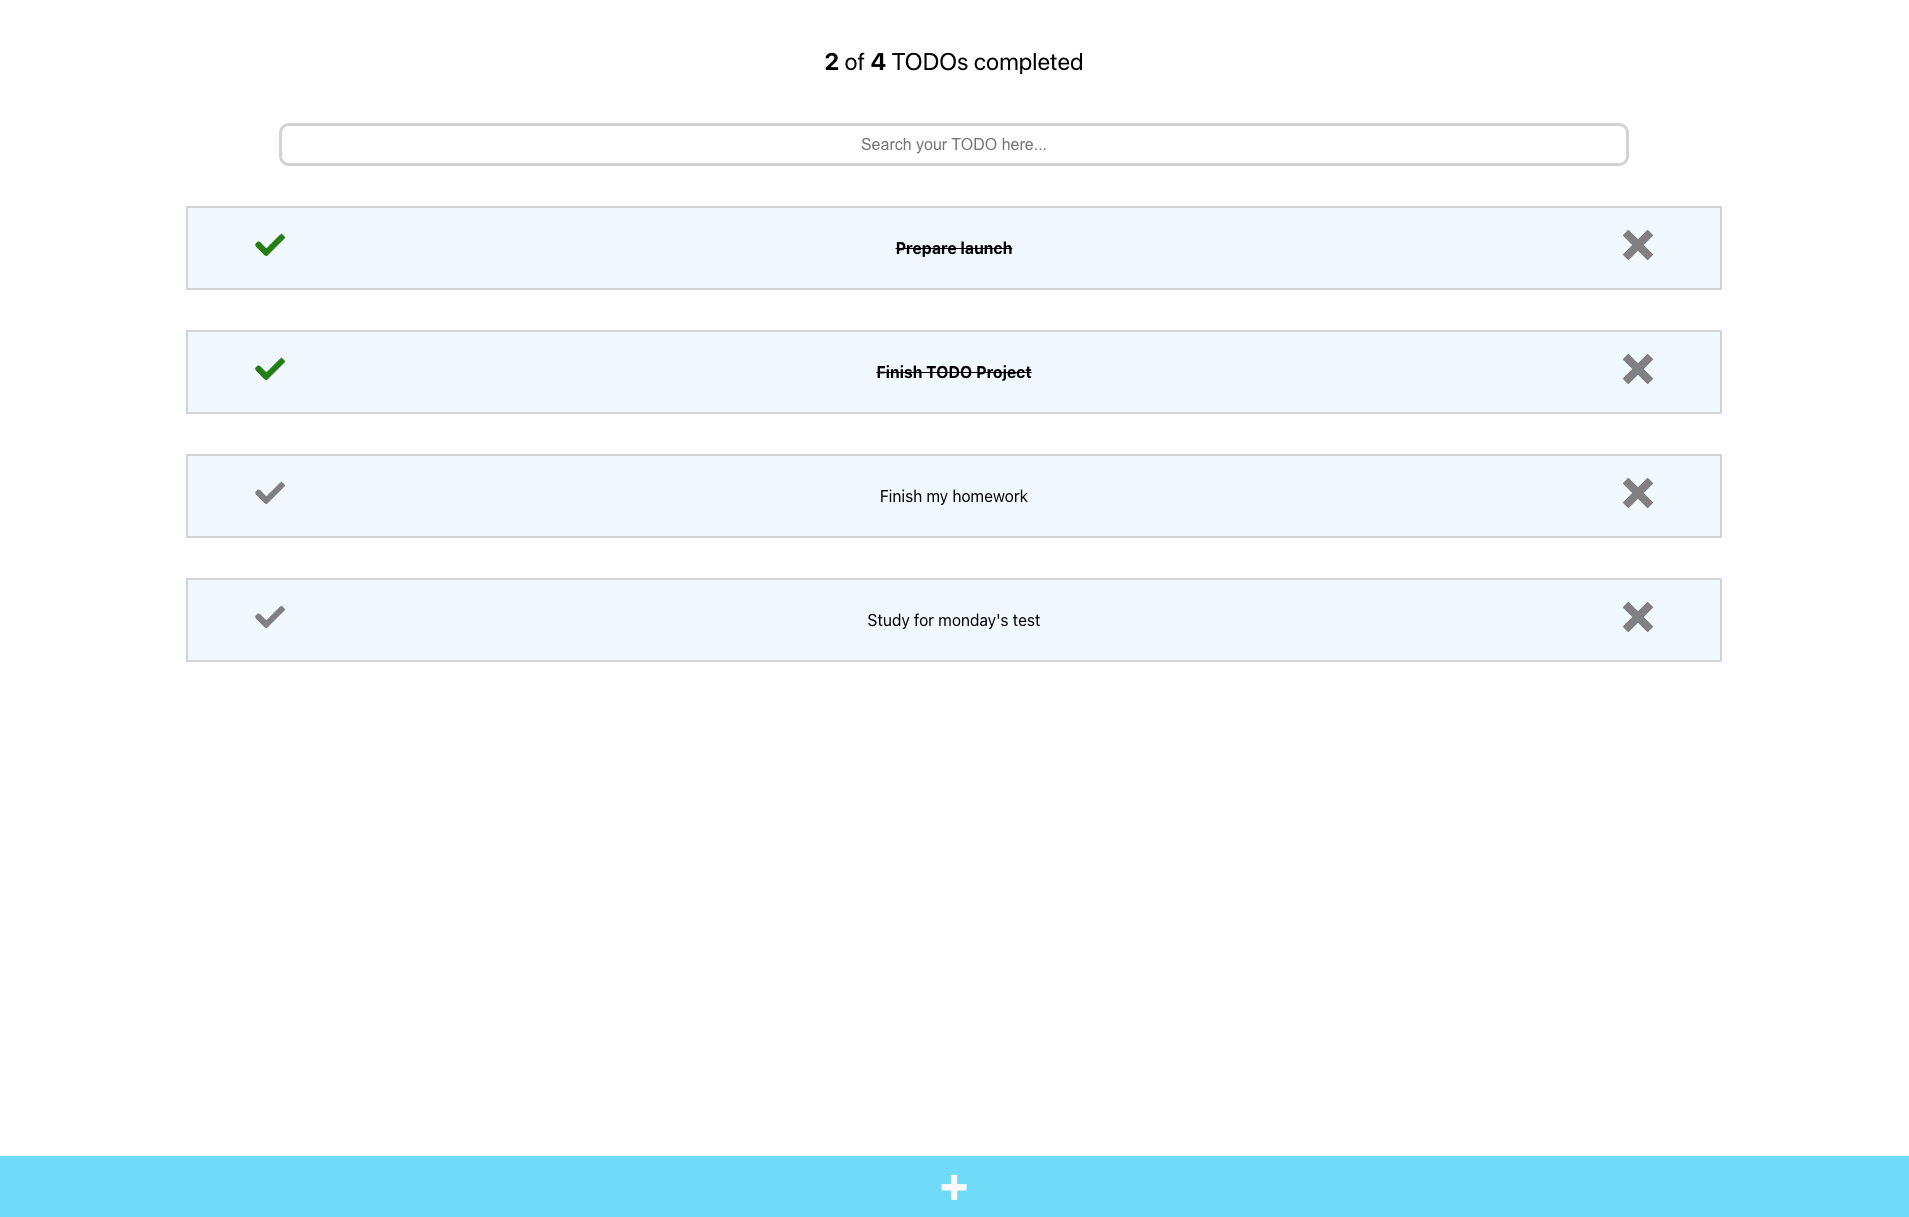 2 of 4 TODOs completed
Search your TODO here...
Prepare launch
Finish TODO Project
Finish my homework
Study for monday's test